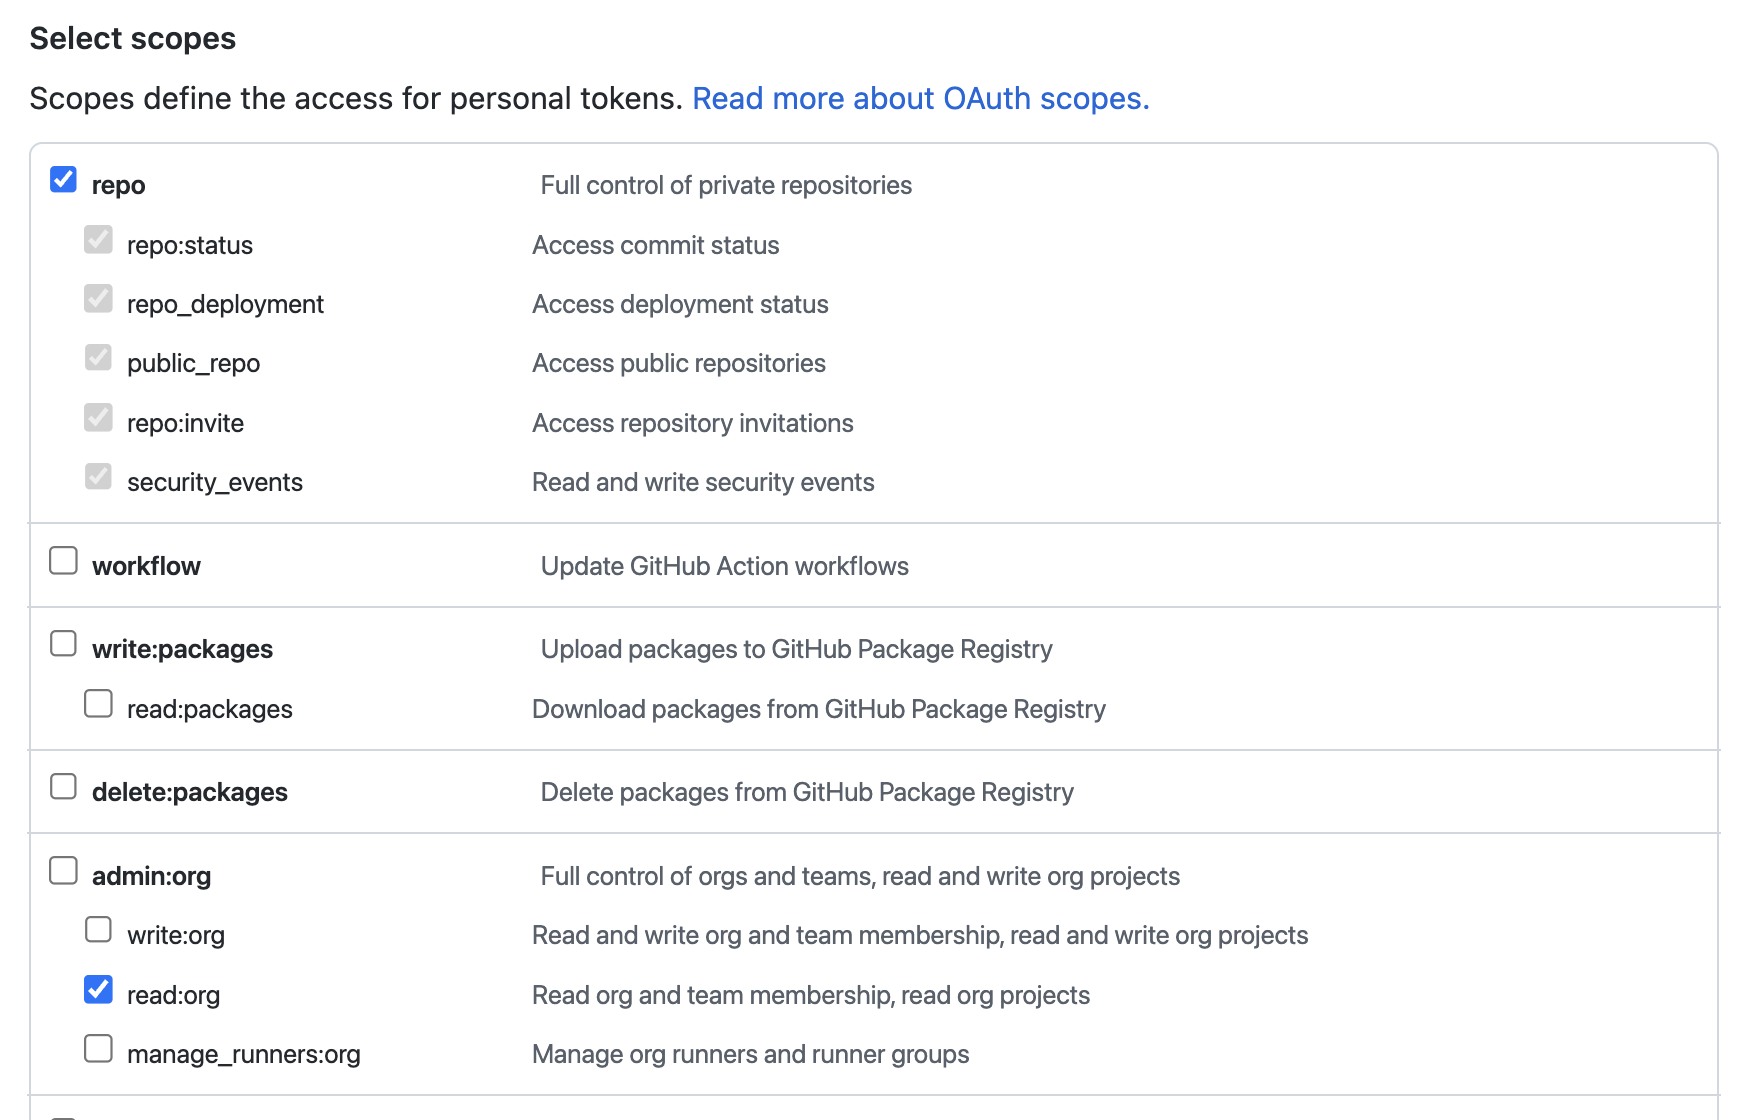 Select scopes
Scopes define the access for personal tokens. Read more about OAuth scopes.
repo Full control of private repositories
repo:status Access commit status
repo_deployment Access deployment status
public_repo Access public repositories
repo:invite Access repository invitations
security_events Read and write security events
workflow Update GitHub Action workflows
write:packages Upload packages to GitHub Package Registry
read:packages Download packages from GitHub Package Registry
delete:packages Delete packages from GitHub Package Registry
admin:org Full control of orgs and teams, read and write org projects
write:org Read and write org and team membership, read and write org projects
read:org Read org and team membership, read org projects
manage_runners:org Manage org runners and runner groups